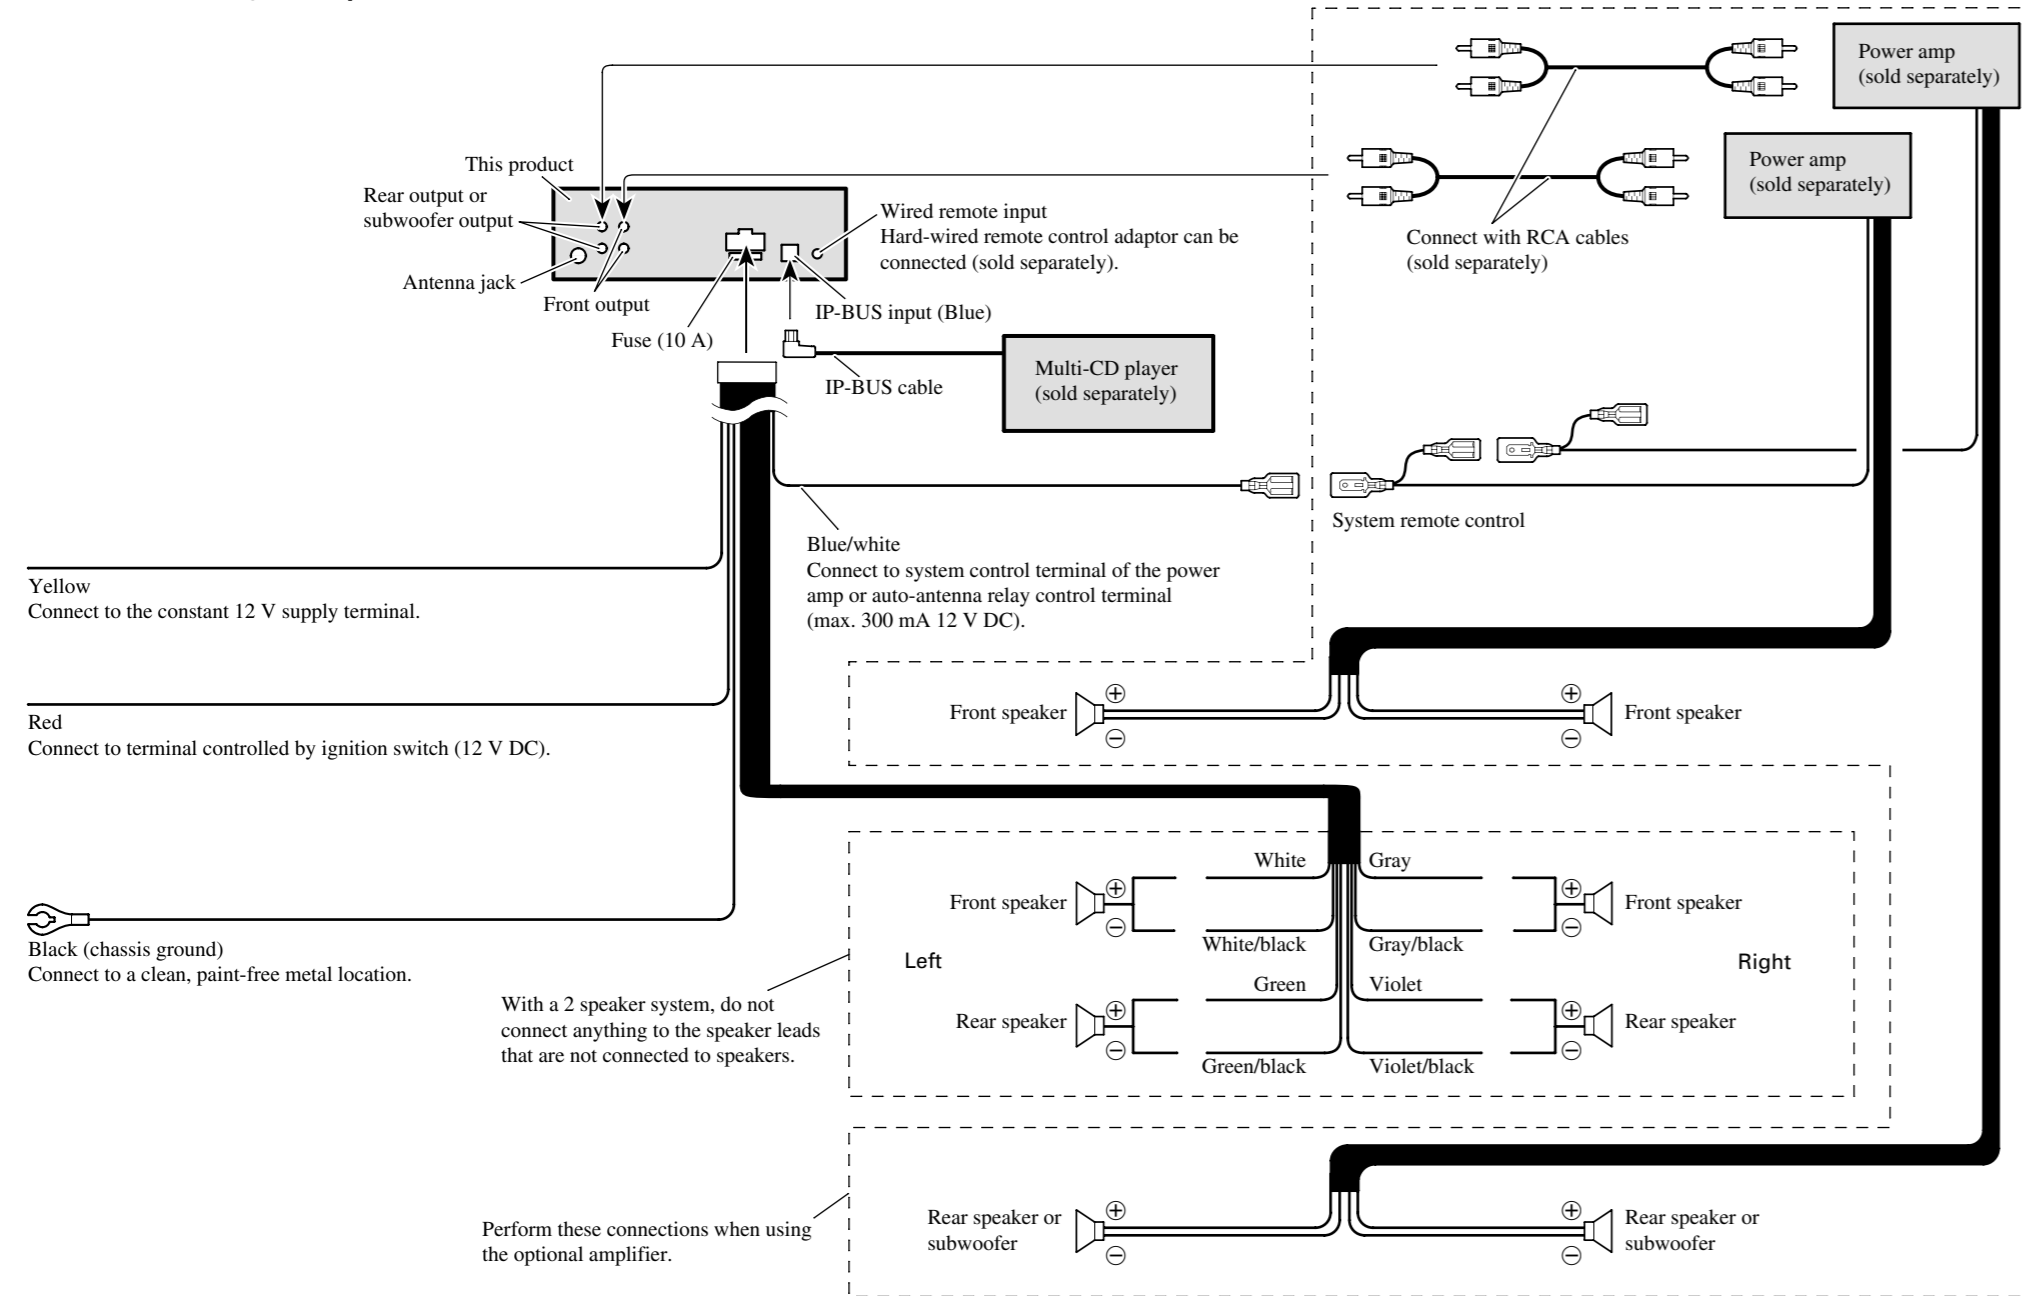 Power amp
(sold separately)
Power amp
(sold separately)
This product
Rear output or
subwoofer output
Wired remote input
Hard-wired remote control adaptor can be
connected (sold separately).
Connect with RCA cables
(sold separately)
Antenna jack
Front output
IP-BUS input (Blue)
Fuse (10 A)
Multi-CD player
(sold separately)
IP-BUS cable
System remote control
Blue/white
Connect to system control terminal of the power
amp or auto-antenna relay control terminal
(max. 300 mA 12 V DC).
Yellow
Connect to the constant 12 V supply terminal.
Red
Connect to terminal controlled by ignition switch (12 V DC).
Front speaker
+
−
+
−
Front speaker
White
Gray
Front speaker
+
−
+
−
Front speaker
White/black
Gray/black
Left
Right
Green
Violet
Rear speaker
+
−
+
−
Rear speaker
Green/black
Violet/black
Black (chassis ground)
Connect to a clean, paint-free metal location.
With a 2 speaker system, do not
connect anything to the speaker leads
that are not connected to speakers.
Perform these connections when using
the optional amplifier.
Rear speaker or
subwoofer
+
−
+
−
Rear speaker or
subwoofer